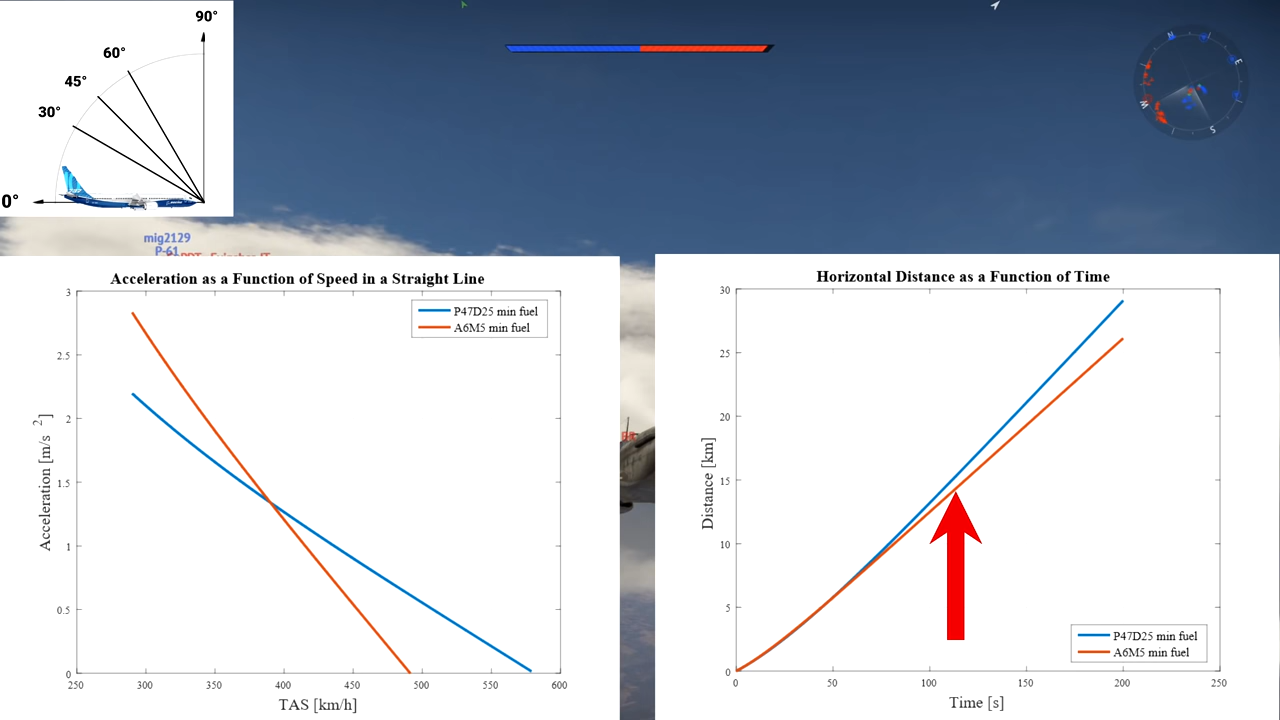 90°
60°
45°
30°
0°
N
E
S
W
mig2129
P-61
Acceleration as a Function of Speed in a Straight Line
P47D25 min fuel
A6M5 min fuel
3
2.5
2
1.5
1
0.5
0
250 300 350 400 450 500 550 600
Acceleration [m/s 2]
TAS [km/h]
Horizontal Distance as a Function of Time
30
25
20
15
10
5
0
0 50 100 150 200 250
Distance [km]
Time [s]
P47D25 min fuel
A6M5 min fuel